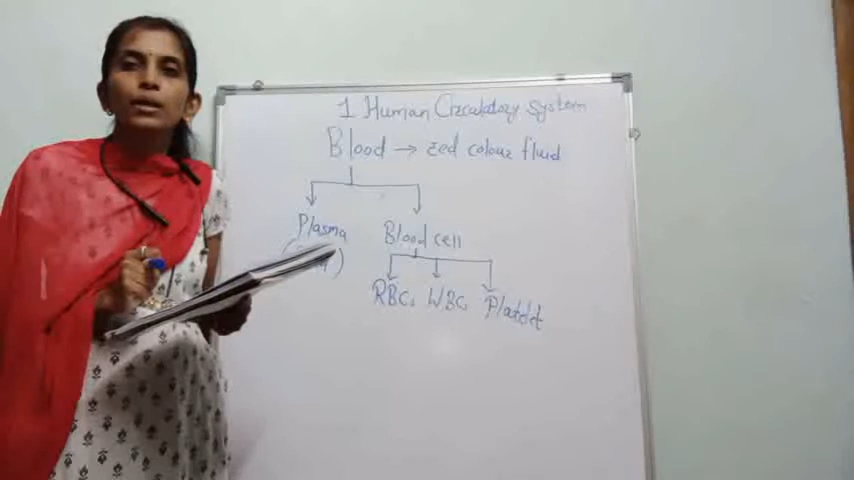 1 Human Circulatory system
Blood → red colour fluid
Plasma Blood cell
RBCs WBCs Platelet